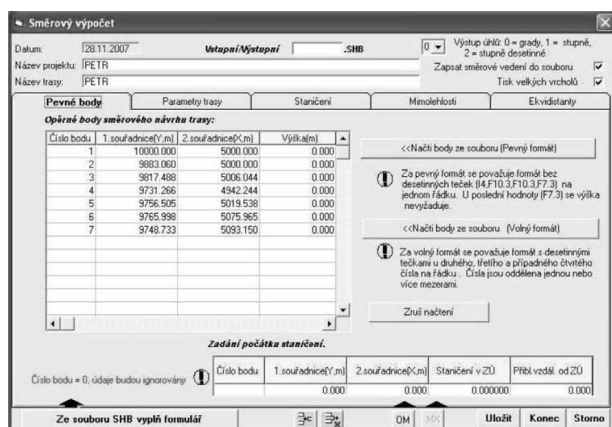 Směrový výpočet
Datum: 28.11.2007 Vstupní/Výstupní .SHB 0 Výstup úhlů: 0 = grady, 1 = stupně,
2 = stupně desetinné
Název projektu: PETR Zapsat směrové vedení do souboru
Název trasy: PETR Tisk velkých vrcholů
Pevné body Parametry trasy Staničení Mimolehlosti Ekvidistanty
Opěrné body směrového návrhu trasy:
Číslo bodu 1.souřadnice(Y,m) 2.souřadnice(X,m) Výška(m)
1 10000.000 5000.000 0.000
2 9883.060 5000.000 0.000
3 9817.488 5006.044 0.000
4 9731.266 4942.244 0.000
5 9756.505 5019.538 0.000
6 9765.998 5075.965 0.000
7 9748.733 5093.150 0.000
<<Načti body ze souboru (Pevný formát)
Za pevný formát se považuje formát bez
desetinných teček (I4,F10.3,F10.3,F7.3) na
jednom řádku. U poslední hodnoty (F7.3) se výška
nevyžaduje.
<<Načti body ze souboru (Volný formát)
Za volný formát se považuje formát s desetinnými
tečkami u druhého, třetího a případného čtvrtého
čísla na řádku . Čísla jsou oddělena jednou nebo
více mezerami.
Zruš načtení
Zadání počátku staničení.
Číslo bodu = 0, údaje budou ignorovány
Číslo bodu 1.souřadnice(Y,m) 2.souřadnice(X,m) Staničení v ZÚ Přibl.vzdál. od ZÚ
0.000 0.000 0.000000 0.000
Ze souboru SHB vyplň formulář OM MX Uložit Konec Storno